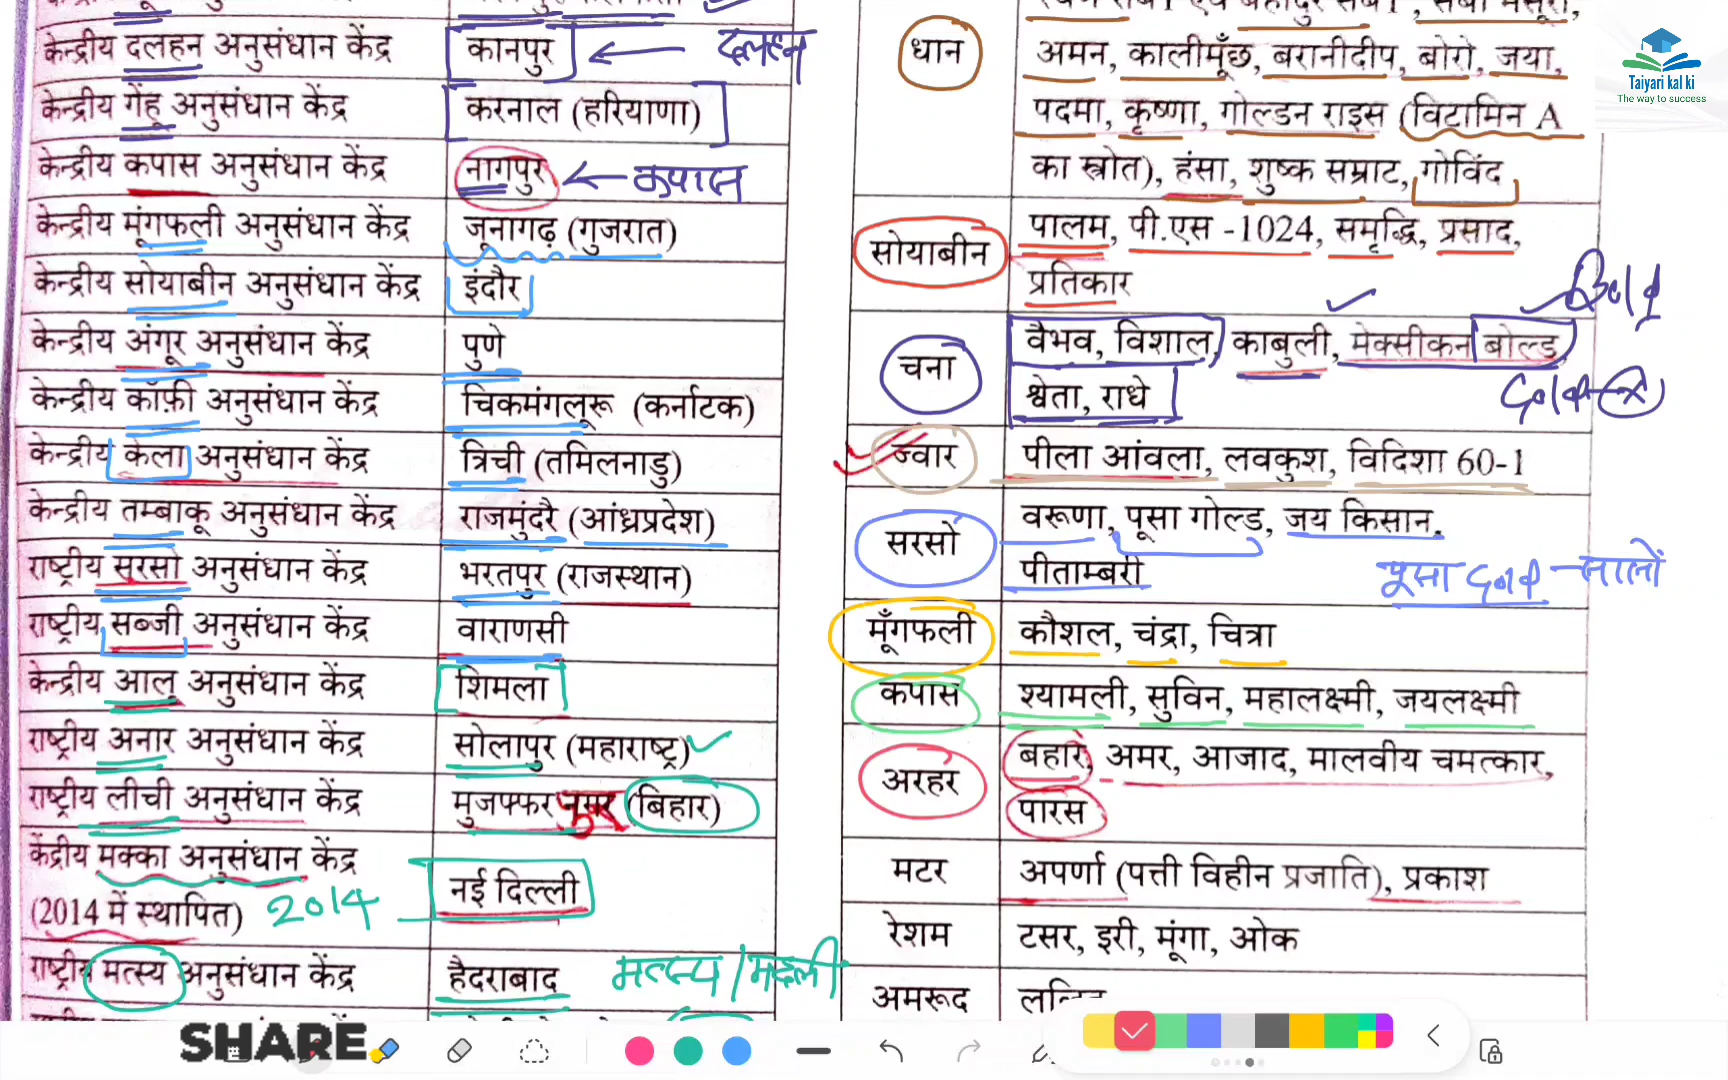 केन्द्रीय दलहन अनुसंधान केंद्र कानपुर दलहन
केन्द्रीय गेंहू अनुसंधान केंद्र करनाल (हरियाणा)
केन्द्रीय कपास अनुसंधान केंद्र नागपुर कपास
केन्द्रीय मूंगफली अनुसंधान केंद्र जूनागढ़ (गुजरात)
केन्द्रीय सोयाबीन अनुसंधान केंद्र इंदौर
केन्द्रीय अंगूर अनुसंधान केंद्र पुणे
केन्द्रीय कॉफ़ी अनुसंधान केंद्र चिकमंगलूरू (कर्नाटक)
केन्द्रीय केला अनुसंधान केंद्र त्रिची (तमिलनाडु)
केन्द्रीय तम्बाकू अनुसंधान केंद्र राजमुंदरै (आंध्रप्रदेश)
राष्ट्रीय सरसो अनुसंधान केंद्र भरतपुर (राजस्थान)
राष्ट्रीय सब्जी अनुसंधान केंद्र वाराणसी
केन्द्रीय आलू अनुसंधान केंद्र शिमला
राष्ट्रीय अनार अनुसंधान केंद्र सोलापुर (महाराष्ट्र)
राष्ट्रीय लीची अनुसंधान केंद्र मुजफ्फर (बिहार)
केंद्रीय मक्का अनुसंधान केंद्र
(2014 में स्थापित) 2014 नई दिल्ली
राष्ट्रीय मत्स्य अनुसंधान केंद्र हैदराबाद मत्स्य/मछली
धान अमन, कालीमूँछ, बरानीदीप, बोरो, जया,
पदमा, कृष्णा, गोल्डन राइस (विटामिन A
का स्त्रोत), हंसा, शुष्क सम्राट, गोविंद
सोयाबीन पालम, पी.एस -1024, समृद्धि, प्रसाद,
प्रतिकार
चना वैभव, विशाल, काबुली, मेक्सीकन बोल्ड,
श्वेता, राधे
ज्वार पीला आंवला, लवकुश, विदिशा 60-1
सरसों वरूणा, पूसा गोल्ड, जय किसान,
पीताम्बरी पूसा
मूँगफली कौशल, चंद्रा, चित्रा
कपास श्यामली, सुविन, महालक्ष्मी, जयलक्ष्मी
अरहर बहार, अमर, आजाद, मालवीय चमत्कार,
पारस
मटर अपर्णा (पत्ती विहीन प्रजाति), प्रकाश
रेशम टसर, इरी, मूंगा, ओक
अमरूद
Taiyari kal ki
The way to success
SHARE